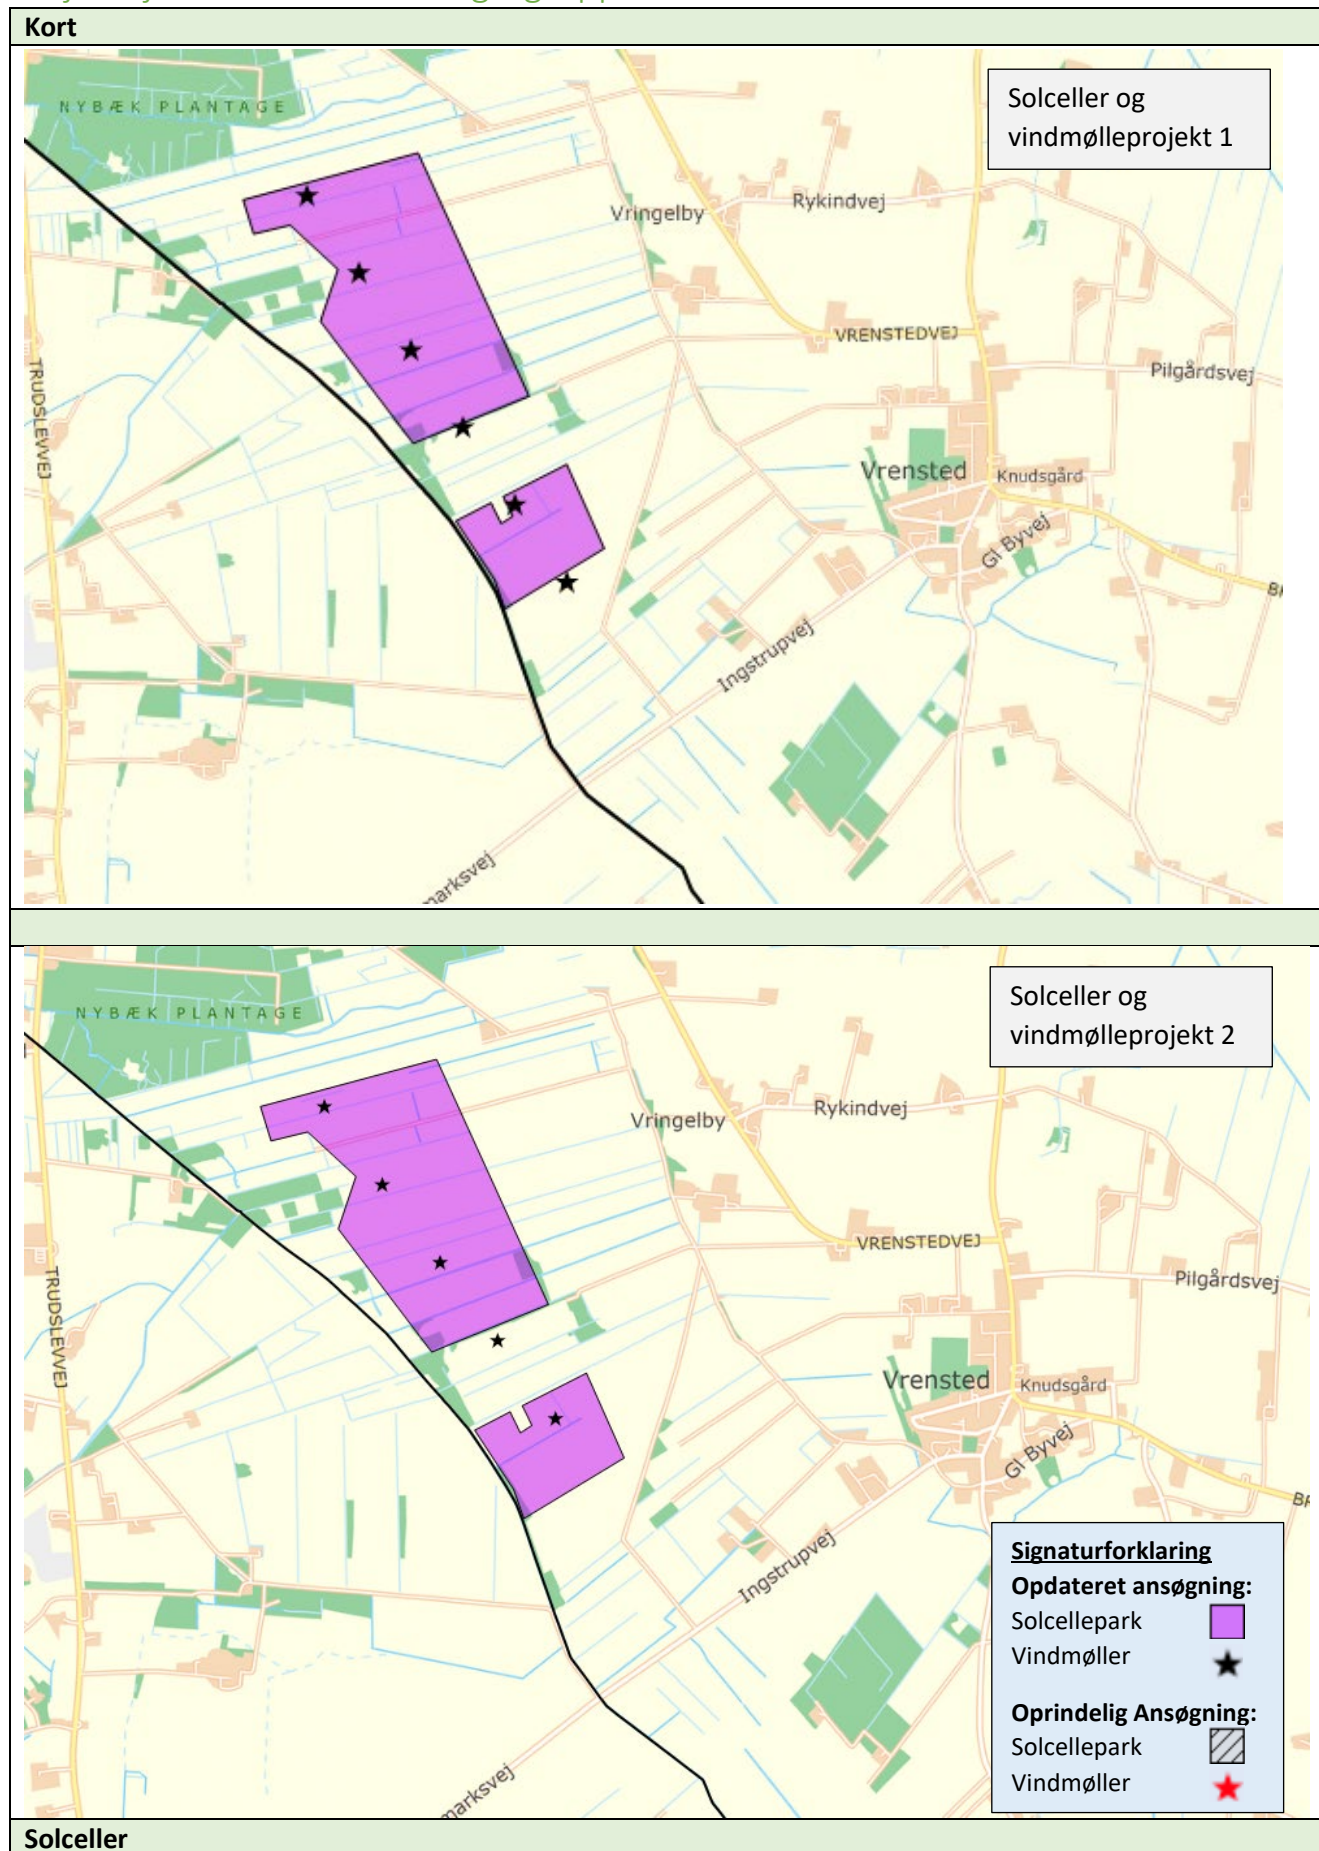 Kort
Solceller og
vindmølleprojekt 1
NYBÆK PLANTAGE
Vringelby
Rykindvej
VRENSTEDVEJ
Pilgårdsvej
TRUDSLEVVEJ
Vrensted
Knudsgård
Gl Byvej
Ingstrupvej
marksvej
Solceller og
vindmølleprojekt 2
NYBÆK PLANTAGE
Vringelby
Rykindvej
VRENSTEDVEJ
Pilgårdsvej
TRUDSLEVVEJ
Vrensted
Knudsgård
Gl Byvej
Ingstrupvej
marksvej
Signaturforklaring
Opdateret ansøgning:
Solcellepark
Vindmøller
Oprindelig Ansøgning:
Solcellepark
Vindmøller
Solceller